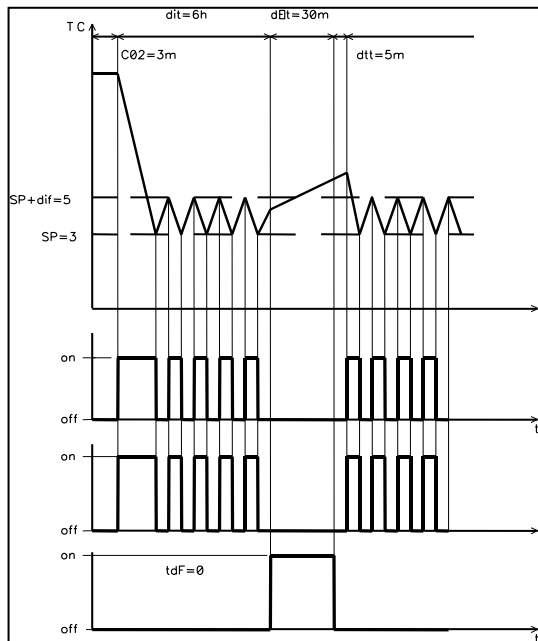 dit=6h
dEt=30m
TC
C02=3m
dtt=5m
SP+dif=5
SP=3
on
off
t
on
off
on
tdF=0
off
t